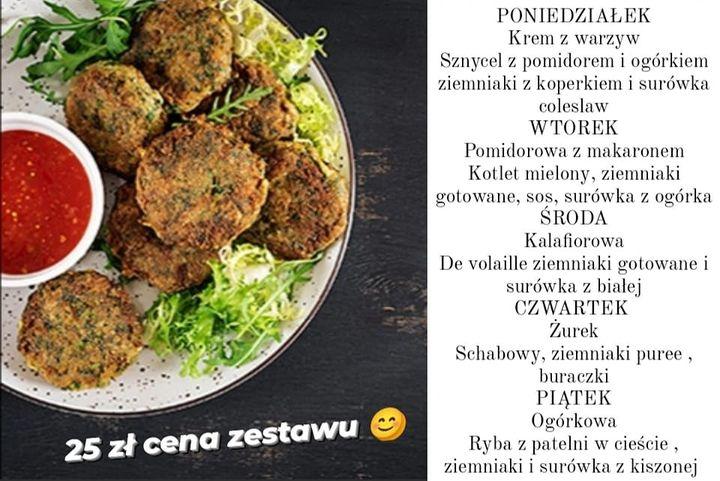 PONIEDZIAŁEK
Krem z warzyw
Sznycel z pomidorem i ogórkiem
ziemniaki z koperkiem i surówka
coleslaw
WTOREK
Pomidorowa z makaronem
Kotlet mielony, ziemniaki
gotowane, sos, surówka z ogórka
ŚRODA
Kalafiorowa
De volaille ziemniaki gotowane i
surówka z białej
CZWARTEK
Żurek
Schabowy, ziemniaki puree ,
buraczki
PIĄTEK
Ogórkowa
Ryba z patelni w cieście ,
ziemniaki i surówka z kiszonej
25 zł cena zestawu 😊